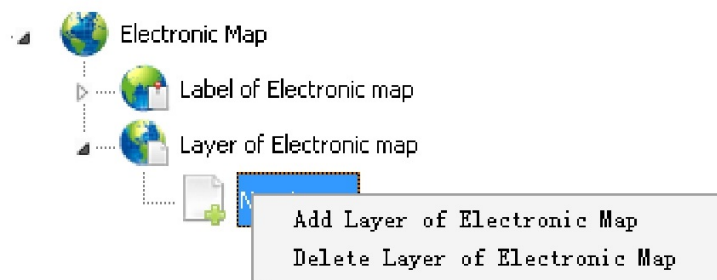 Electronic Map
Label of Electronic map
Layer of Electronic map
Add Layer of Electronic Map
Delete Layer of Electronic Map